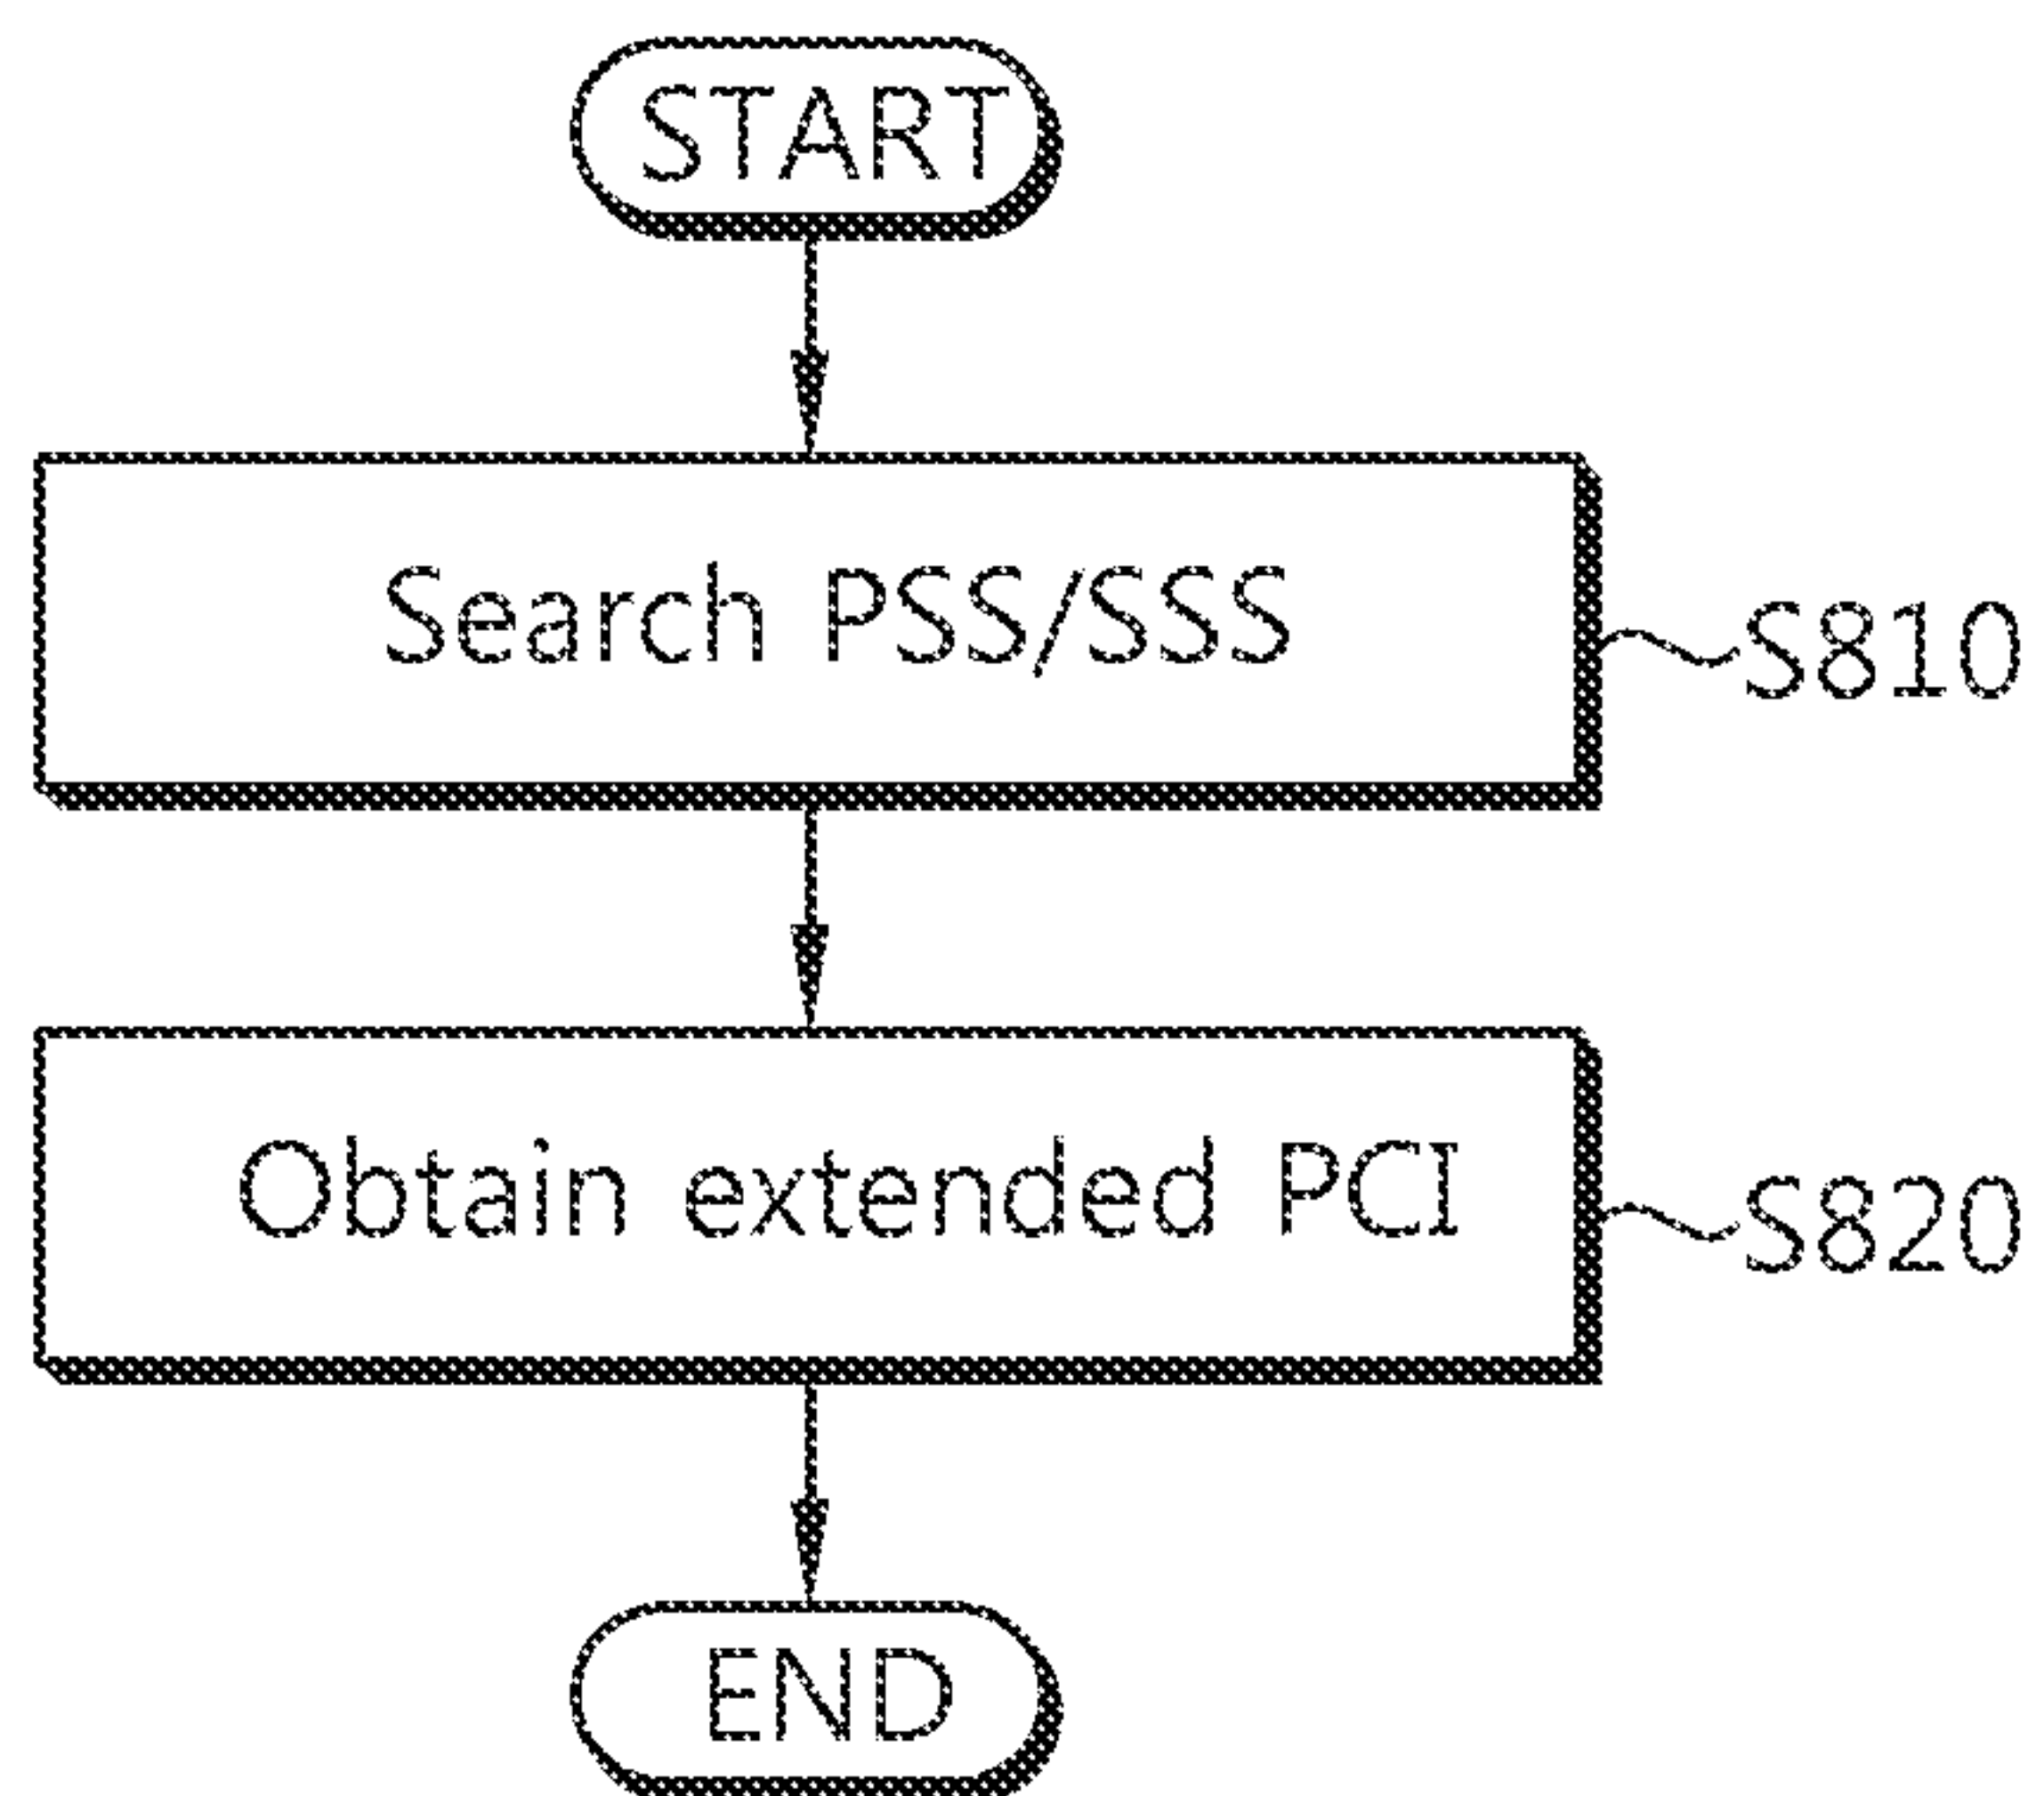 START
Search PSS/SSS
S810
Obtain extended PCI
S820
END